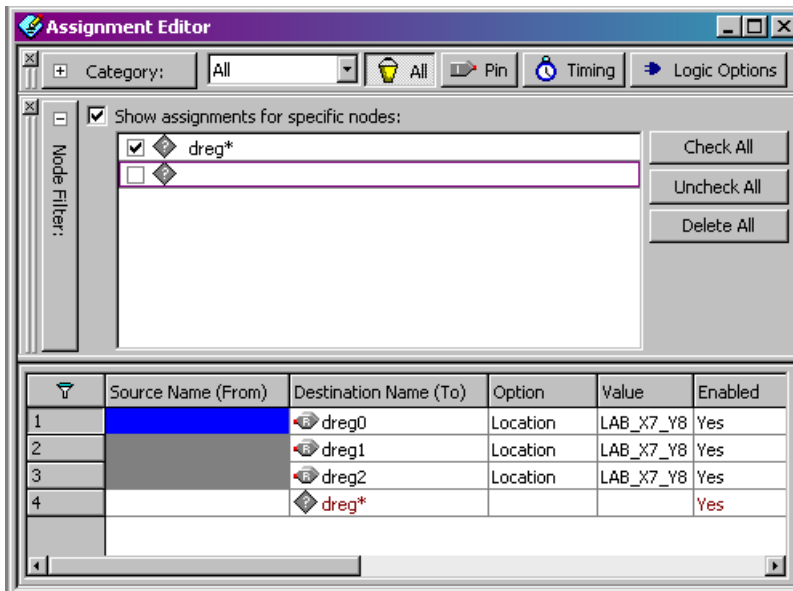 Assignment Editor
Category: All All Pin Timing Logic Options
Show assignments for specific nodes:
Node Filter:
dreg*
Check All
Uncheck All
Delete All
Source Name (From) Destination Name (To) Option Value Enabled
1 dreg0 Location LAB_X7_Y8 Yes
2 dreg1 Location LAB_X7_Y8 Yes
3 dreg2 Location LAB_X7_Y8 Yes
4 dreg* Yes